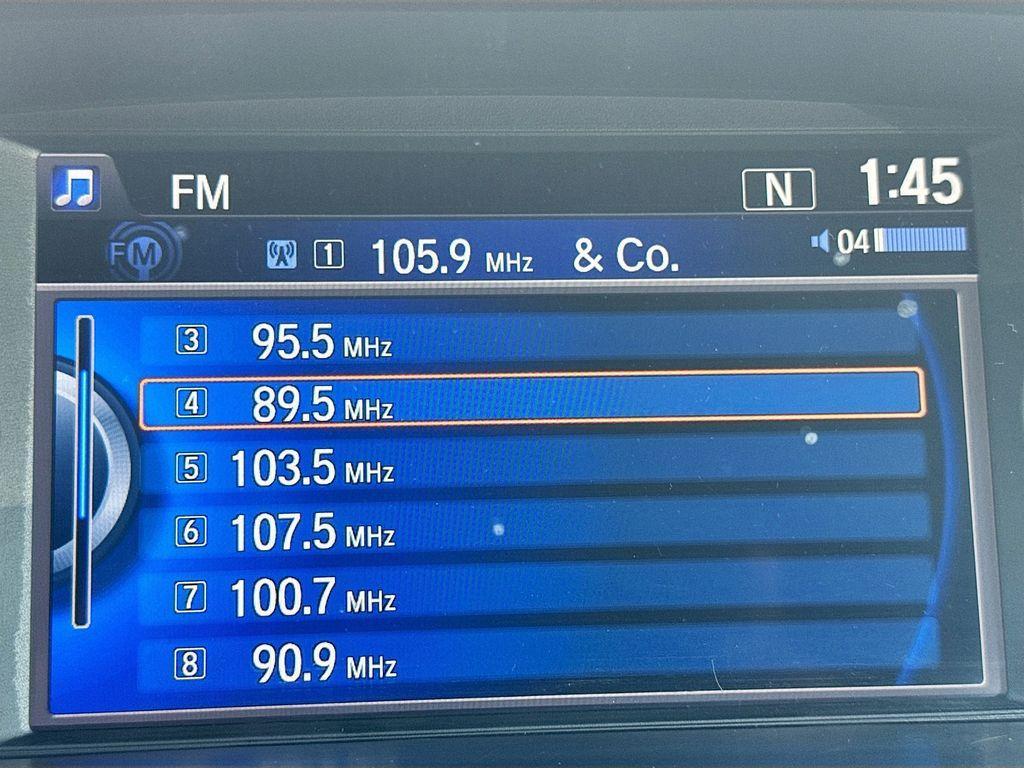 FM N 1:45
FM 1 105.9 MHz & Co. 04
3 95.5 MHz
4 89.5 MHz
5 103.5 MHz
6 107.5 MHz
7 100.7 MHz
8 90.9 MHz